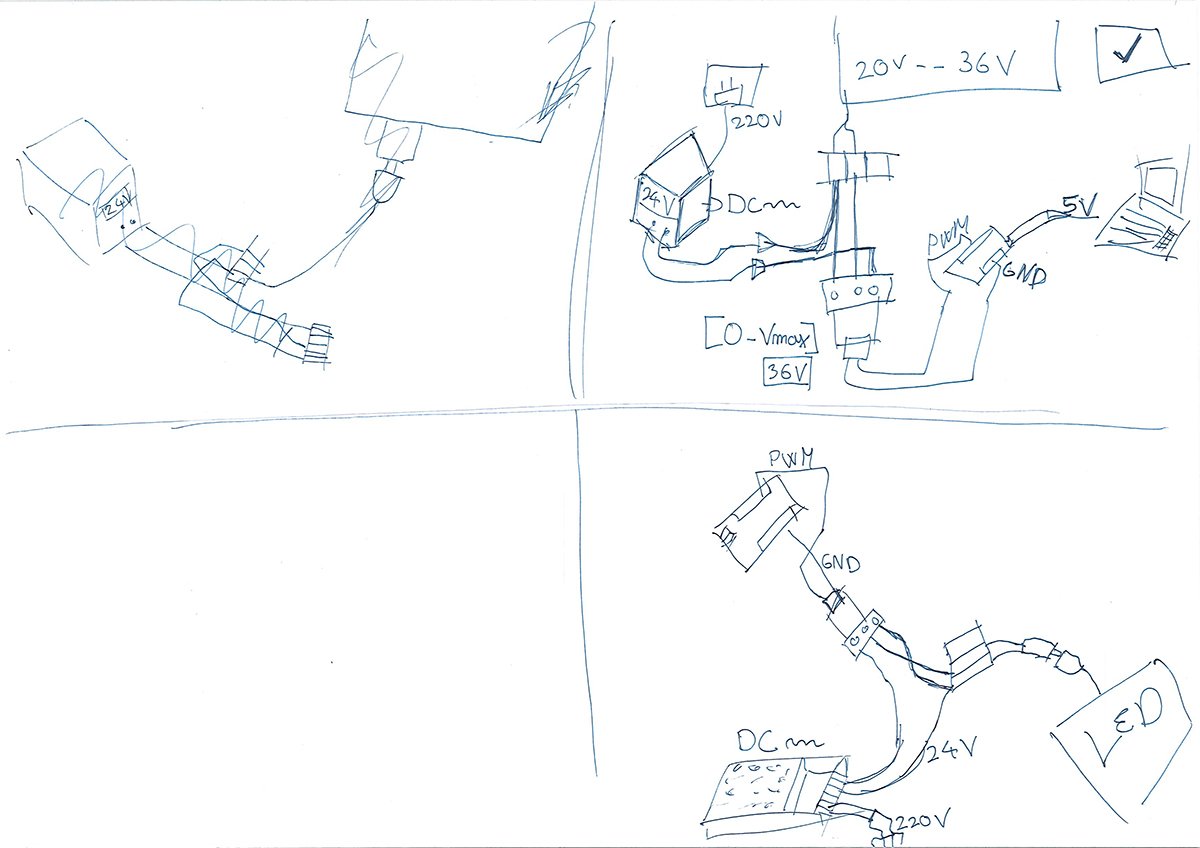 24V
20V -- 36V
220V
24V
DC
PWM
5V
GND
[0-Vmax]
36V
PWM
GND
DC
24V
LED
220V